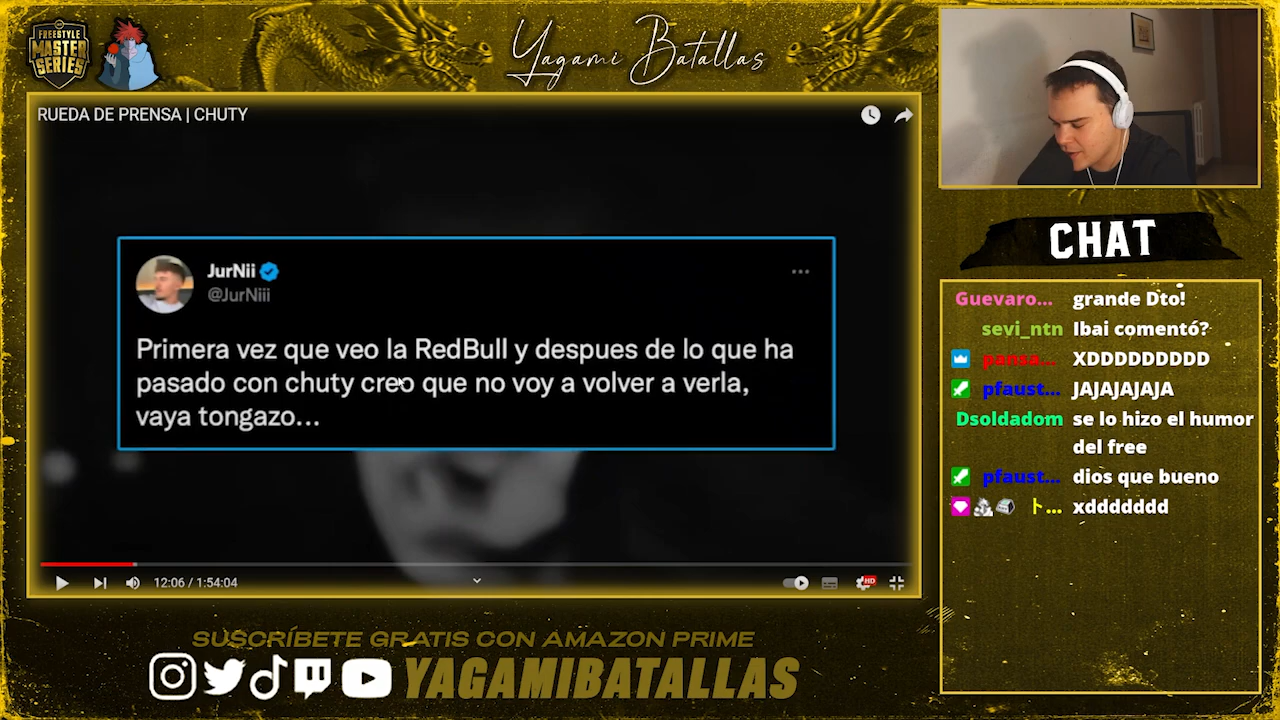 FREESTYLE
MASTER
SERIES
Yagami Batallas
RUEDA DE PRENSA | CHUTY
JurNii
@JurNiii
Primera vez que veo la RedBull y despues de lo que ha
pasado con chuty creo que no voy a volver a verla,
vaya tongazo...
12:06 / 1:54:04
HD
SUSCRÍBETE GRATIS CON AMAZON PRIME
YAGAMIBATALLAS
CHAT
Guevaro... grande Dto!
sevi_ntn Ibai comentó?
pansa... XDDDDDDDDD
pfaust... JAJAJAJAJA
Dsoldadom se lo hizo el humor
del free
pfaust... dios que bueno
ト... xddddddd